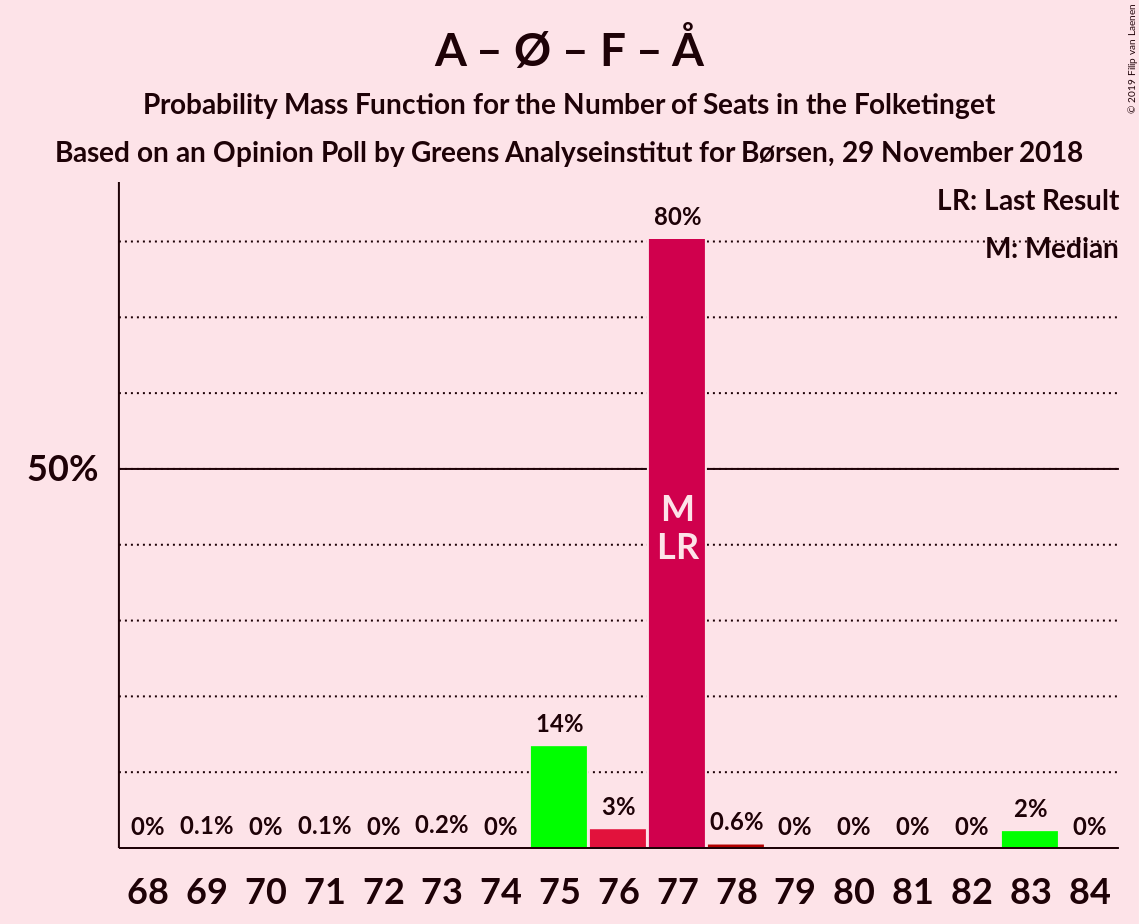 A – Ø – F – Å
Probability Mass Function for the Number of Seats in the Folketinget
Based on an Opinion Poll by Greens Analyseinstitut for Børsen, 29 November 2018
© 2019 Filip van Laenen
LR: Last Result
M: Median
50%
0% 0.1% 0% 0.1% 0% 0.2% 0% 14% 3% 80% 0.6% 0% 0% 0% 0% 2% 0%
M
LR
68 69 70 71 72 73 74 75 76 77 78 79 80 81 82 83 84